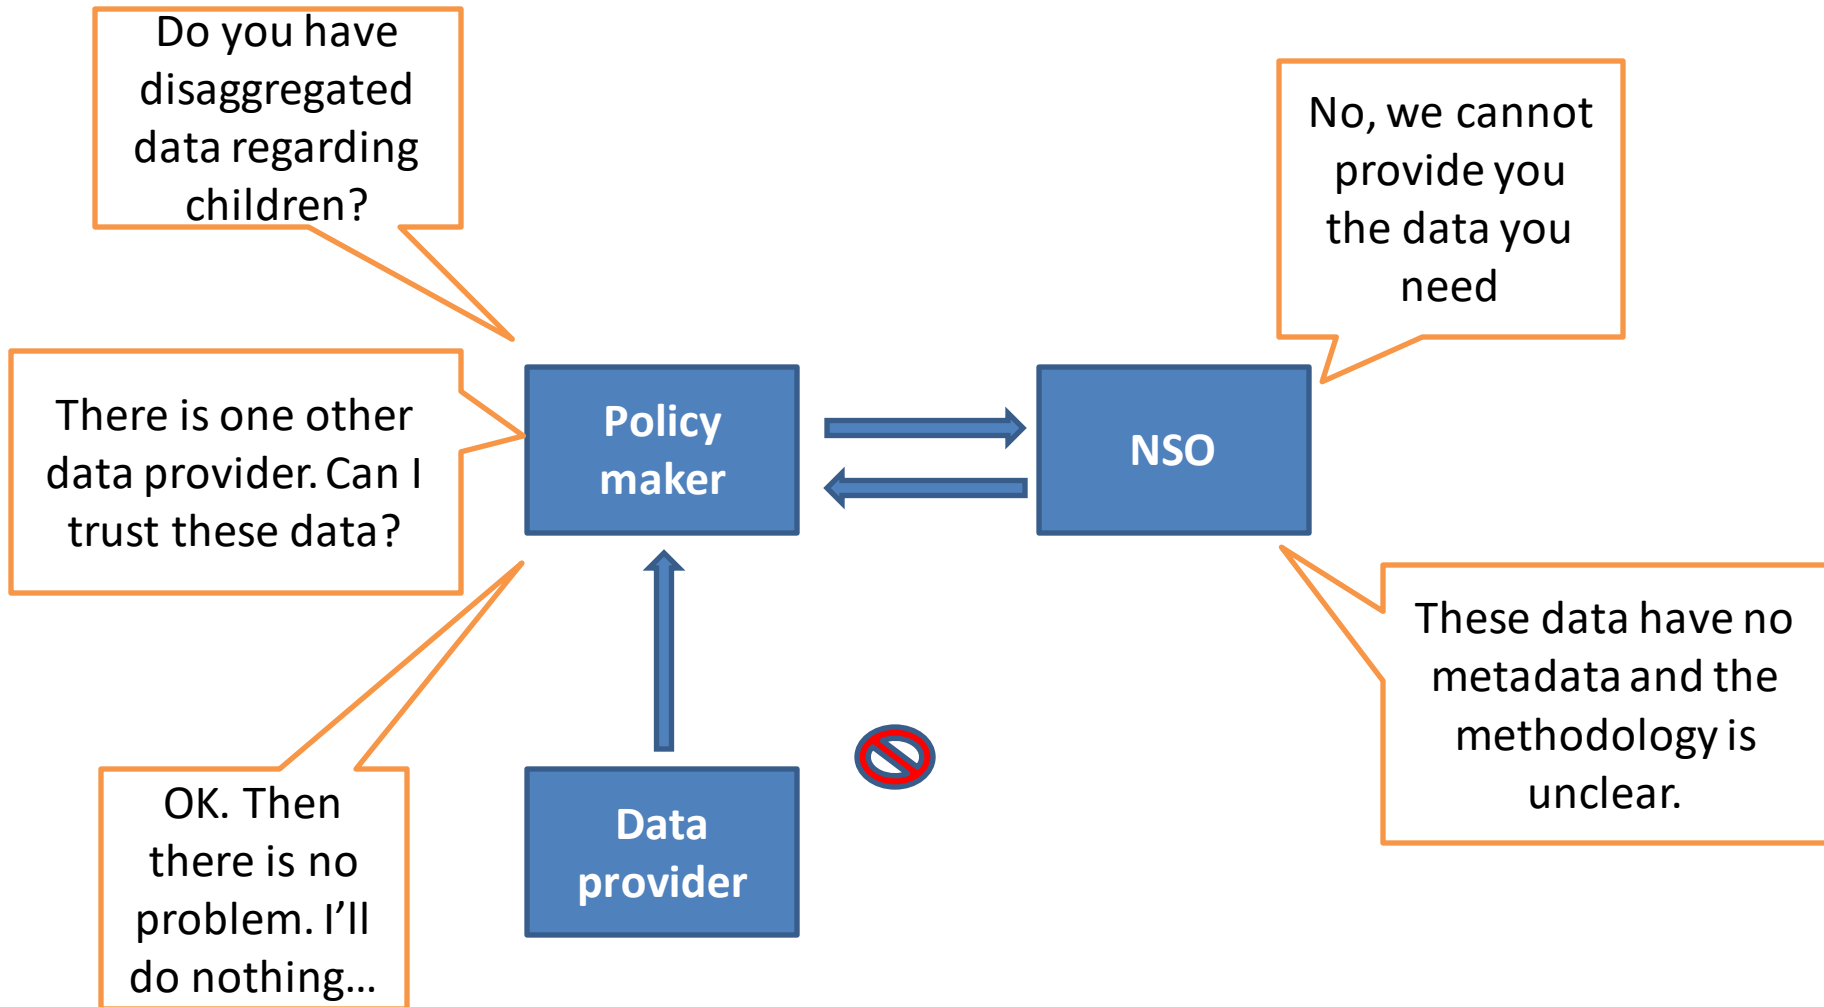 Do you have
disaggregated
data regarding
children?
No, we cannot
provide you
the data you
need
There is one other
data provider. Can I
trust these data?
Policy
maker
NSO
These data have no
metadata and the
methodology is
unclear.
OK. Then
there is no
problem. I’ll
do nothing…
Data
provider